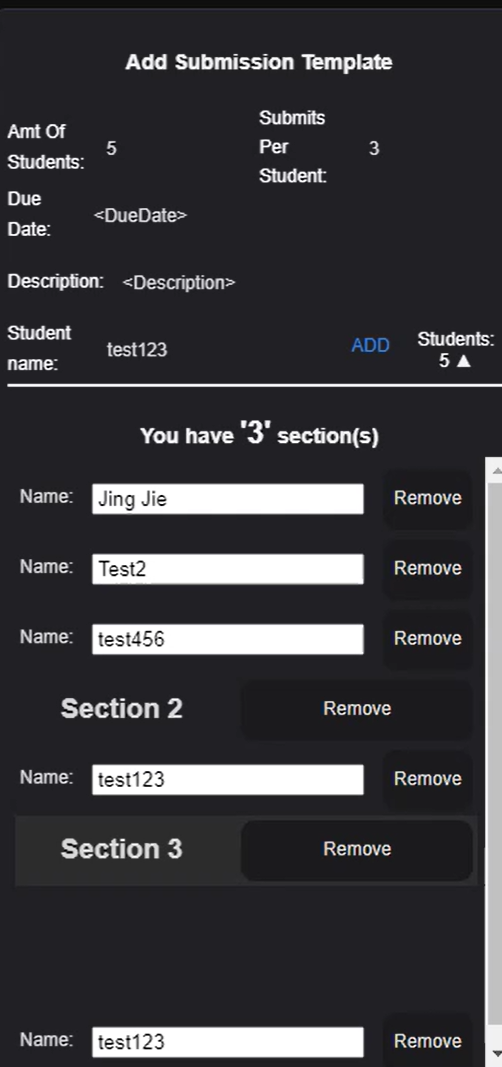 Add Submission Template
Amt Of
Students:
5
Submits
Per
Student:
3
Due
Date:
<DueDate>
Description:
<Description>
Student
name:
test123
ADD
Students:
5 ▲
You have '3' section(s)
Name: Jing Jie Remove
Name: Test2 Remove
Name: test456 Remove
Section 2 Remove
Name: test123 Remove
Section 3 Remove
Name: test123 Remove